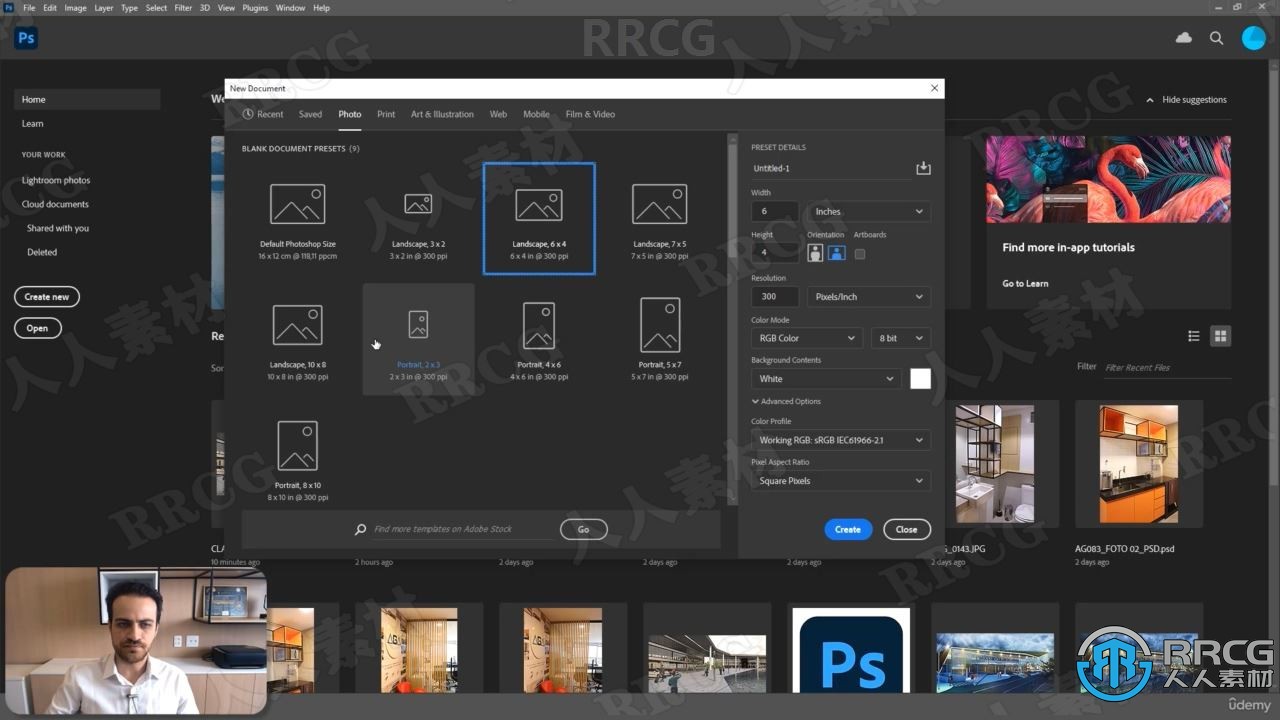 Ps File Edit Image Layer Type Select Filter 3D View Plugins Window Help
RRCG
Ps
Home
Learn
YOUR WORK
Lightroom photos
Cloud documents
Shared with you
Deleted
Create new
Open
We
Hide suggestions
New Document
Recent Saved Photo Print Art & Illustration Web Mobile Film & Video
BLANK DOCUMENT PRESETS (9)
Default Photoshop Size
16 x 12 cm @ 118,11 ppcm
Landscape, 3 x 2
3 x 2 in @ 300 ppi
Landscape, 6 x 4
6 x 4 in @ 300 ppi
Landscape, 7 x 5
7 x 5 in @ 300 ppi
Landscape, 10 x 8
10 x 8 in @ 300 ppi
Portrait, 2 x 3
2 x 3 in @ 300 ppi
Portrait, 4 x 6
4 x 6 in @ 300 ppi
Portrait, 5 x 7
5 x 7 in @ 300 ppi
Portrait, 8 x 10
8 x 10 in @ 300 ppi
Find more templates on Adobe Stock
Go
PRESET DETAILS
Untitled-1
Width
6 Inches
Height Orientation Artboards
4
Resolution
300 Pixels/Inch
Color Mode
RGB Color 8 bit
Background Contents
White
Advanced Options
Color Profile
Working RGB: sRGB IEC61966-2.1
Pixel Aspect Ratio
Square Pixels
Create Close
Find more in-app tutorials
Go to Learn
Re
Sor
Filter Filter Recent Files
CLA
10 minutes ago
2 hours ago
2 days ago
2 days ago
2 days ago
S_0143.JPG
2 days ago
AG083_FOTO 02_PSD.psd
2 days ago
Ps
RRCG
人人素材
ûdemy